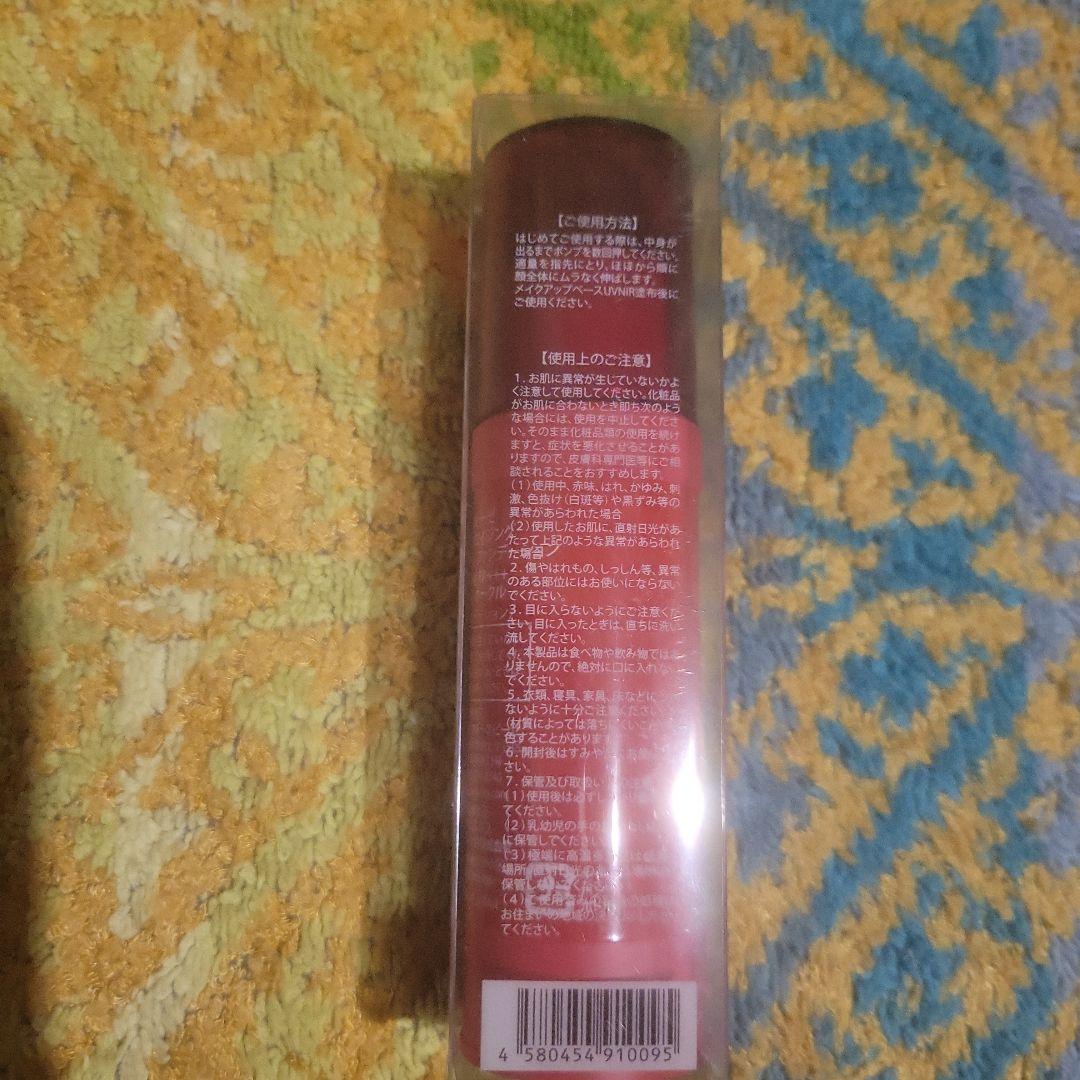 【ご使用方法】
はじめてご使用する際は、中身が
出るまでポンプを数回押してください。
適量を指先にとり、ほほから順に
顔全体にムラなく伸ばします。
メイクアップベースUVNIR塗布後に
ご使用ください。
【使用上のご注意】
1．お肌に異常が生じていないかよ
く注意して使用してください。化粧品
がお肌に合わないとき即ち次のよう
な場合には、使用を中止してくださ
い。そのまま化粧品類の使用を続け
ますと、症状を悪化させることがあ
りますので、皮膚科専門医等にご相
談されることをおすすめします。
（1）使用中、赤味、はれ、かゆみ、刺
激、色抜け（白斑等）や黒ずみ等の
異常があらわれた場合
（2）使用したお肌に、直射日光があ
たって上記のような異常があらわれ
た場合
2．傷やはれもの、しっしん等、異常
のある部位にはお使いにならない
でください。
3．目に入らないようにご注意くだ
さい。目に入ったときは、直ちに洗い
流してください。
4．本製品は食べ物や飲み物では
りませんので、絶対に口に入れ
でください。
5．衣類、寝具、家具、床などに
ないように十分ご注意ください
（材質によっては落ち
色することがあります
6．開封後はすみや
さい。
7．保管及び取扱い
（1）使用後は必ず
てください。
（2）乳幼児の手の
に保管してください
（3）極端に高温
場所
保管し
（4）ご使用済み
お住まいの地域の
てください。
4 580454 910095